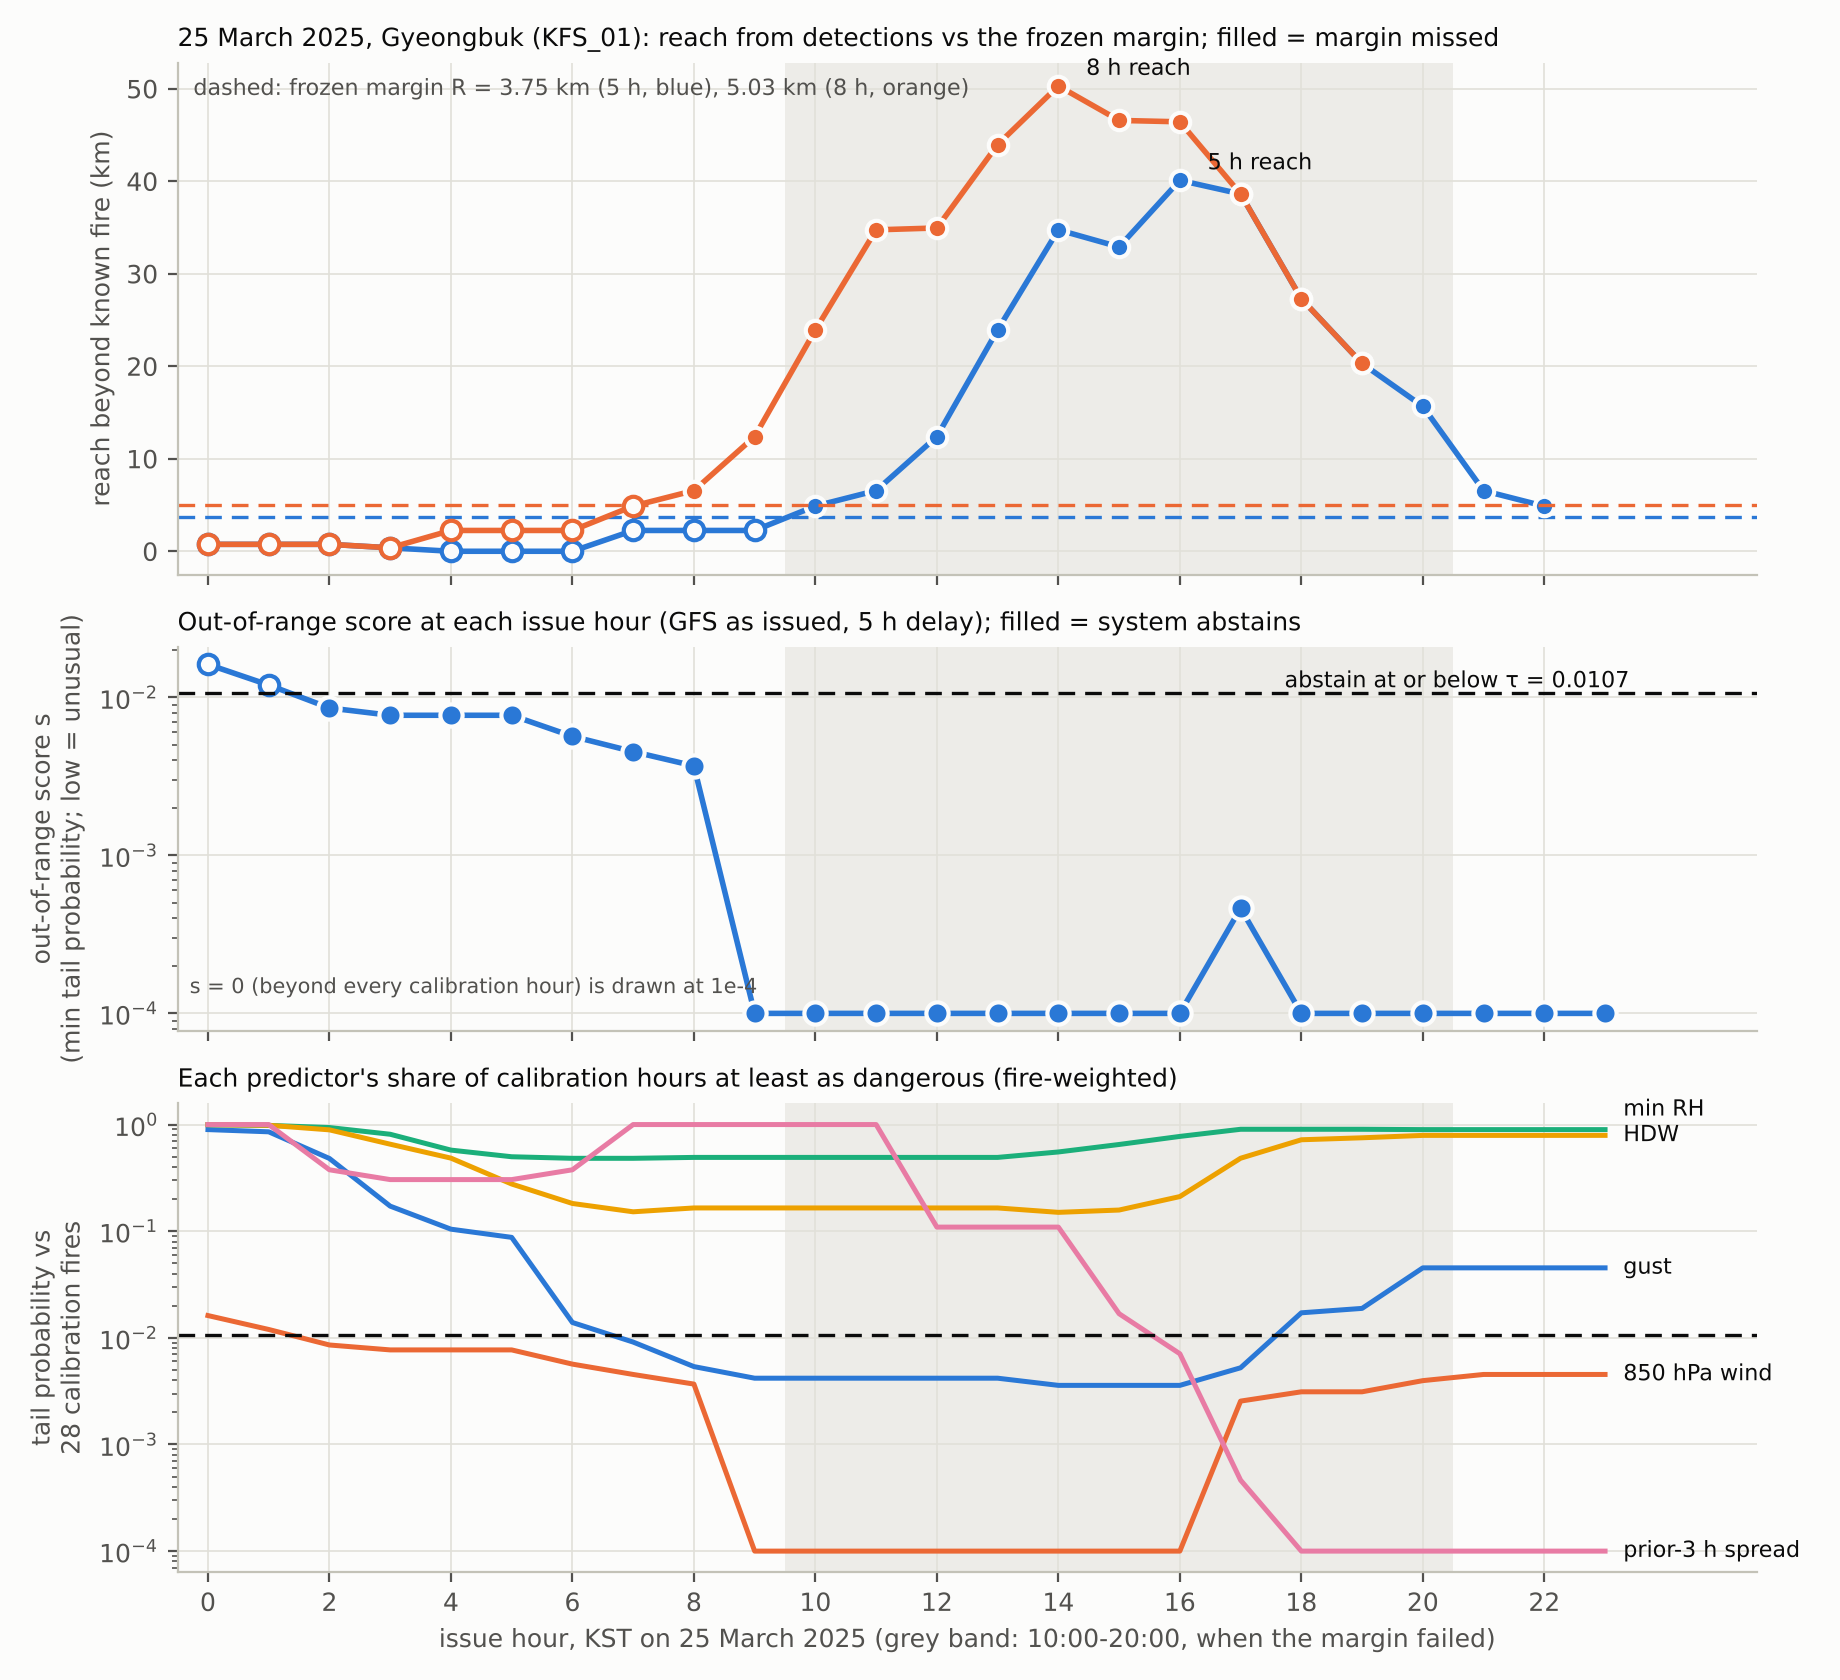 25 March 2025, Gyeongbuk (KFS_01): reach from detections vs the frozen margin; filled = margin missed
dashed: frozen margin R = 3.75 km (5 h, blue), 5.03 km (8 h, orange)
8 h reach
5 h reach
reach beyond known fire (km)
50
40
30
20
10
0
Out-of-range score at each issue hour (GFS as issued, 5 h delay); filled = system abstains
abstain at or below τ = 0.0107
s = 0 (beyond every calibration hour) is drawn at 1e-4
out-of-range score s
(min tail probability; low = unusual)
10⁻²
10⁻³
10⁻⁴
Each predictor's share of calibration hours at least as dangerous (fire-weighted)
min RH
HDW
gust
850 hPa wind
prior-3 h spread
tail probability vs
28 calibration fires
10⁰
10⁻¹
10⁻²
10⁻³
10⁻⁴
0 2 4 6 8 10 12 14 16 18 20 22
issue hour, KST on 25 March 2025 (grey band: 10:00-20:00, when the margin failed)